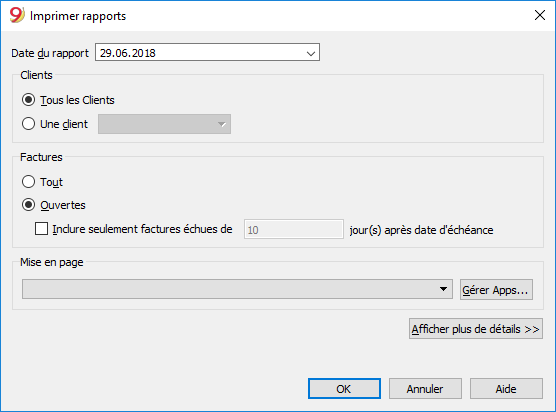 9 Imprimer rapports
Date du rapport 29.06.2018
Clients
Tous les Clients
Une client
Factures
Tout
Ouvertes
Inclure seulement factures échues de 10 jour(s) après date d'échéance
Mise en page
Gérer Apps...
Afficher plus de détails >>
OK Annuler Aide